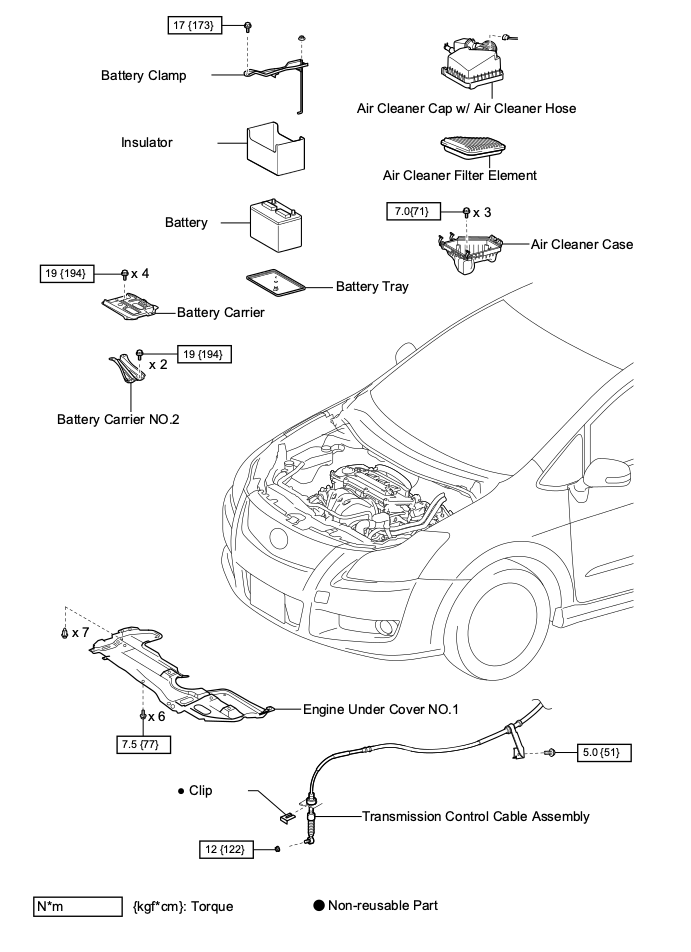 17 {173}
Battery Clamp
Air Cleaner Cap w/ Air Cleaner Hose
Insulator
Air Cleaner Filter Element
7.0{71}
x 3
Battery
Air Cleaner Case
19 {194}
x 4
Battery Tray
Battery Carrier
19 {194}
x 2
Battery Carrier NO.2
x 7
Engine Under Cover NO.1
x 6
7.5 {77}
5.0 {51}
● Clip
Transmission Control Cable Assembly
12 {122}
N*m {kgf*cm}: Torque ● Non-reusable Part